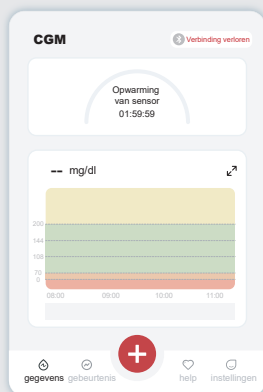 CGM
Verbinding verloren
Opwarming
van sensor
01:59:59
-- mg/dl
200
144
108
70
0
08:00 09:00 10:00 11:00
gegevens gebeurtenis help instellingen